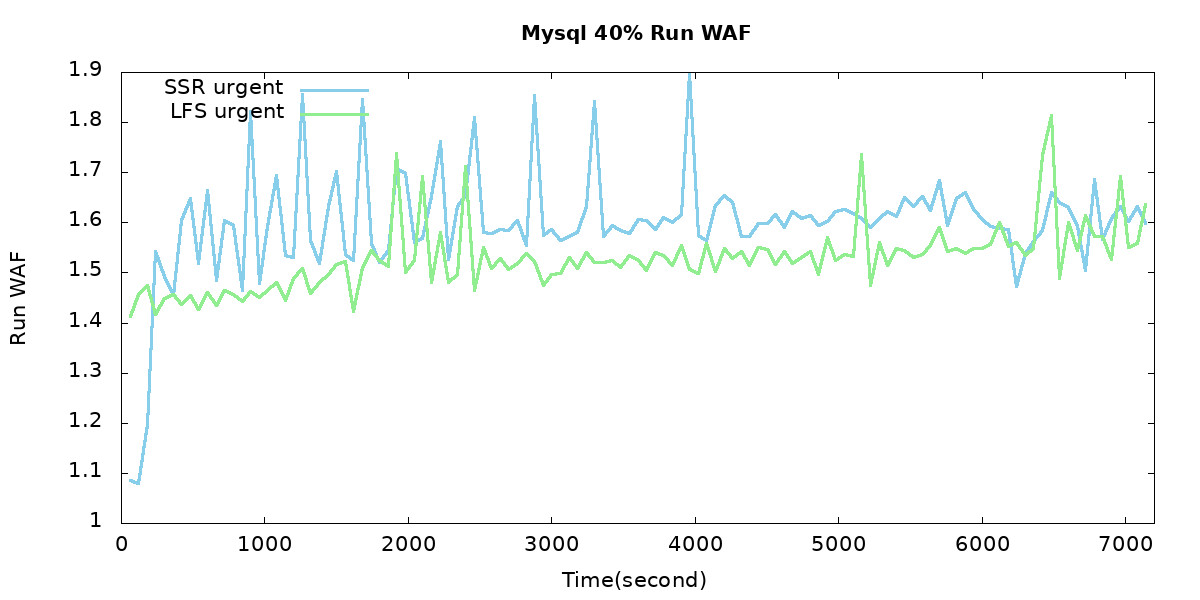 Mysql 40% Run WAF
1.9
1.8
1.7
1.6
1.5
1.4
1.3
1.2
1.1
1
SSR urgent
LFS urgent
Run WAF
0 1000 2000 3000 4000 5000 6000 7000
Time(second)